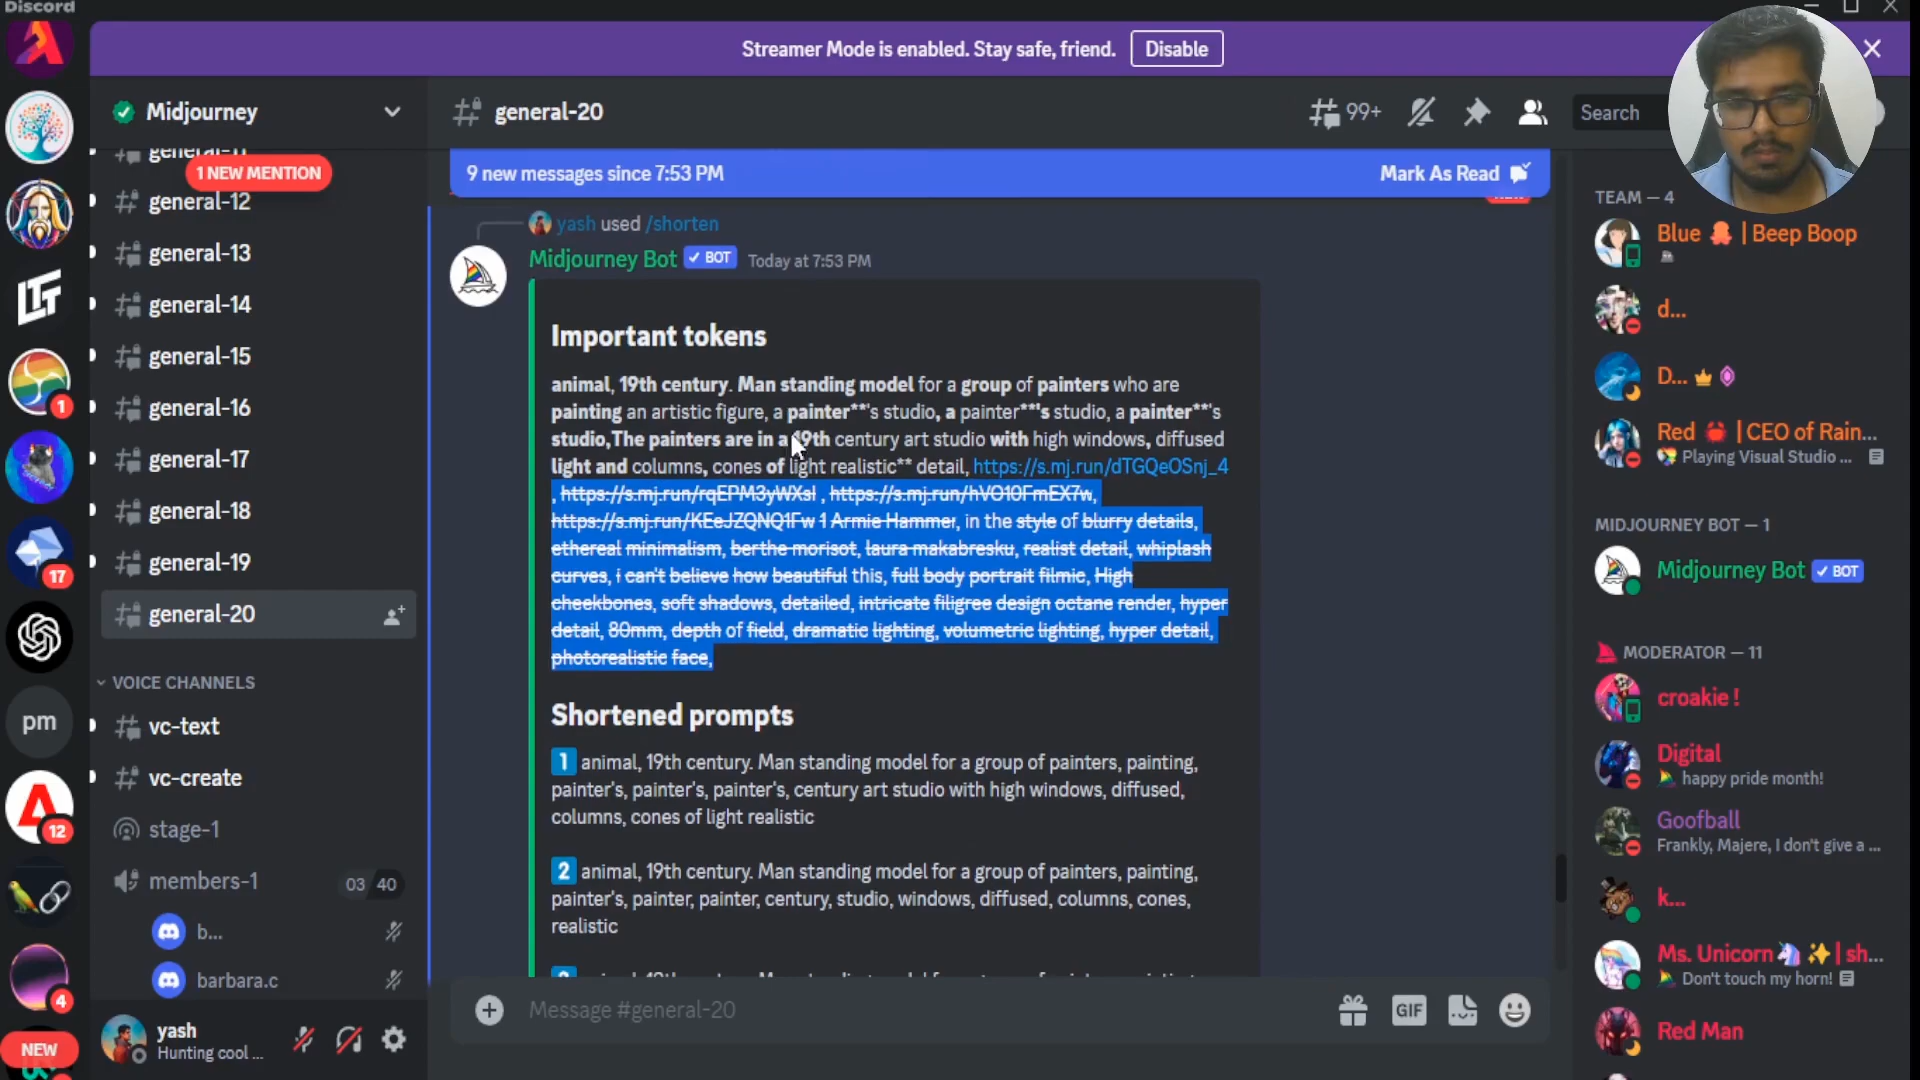 Discord
Streamer Mode is enabled. Stay safe, friend. Disable
Midjourney
general-11
1 NEW MENTION
general-12
general-13
general-14
general-15
general-16
general-17
general-18
general-19
general-20
VOICE CHANNELS
vc-text
vc-create
stage-1
members-1 03 40
b...
barbara.c
yash
Hunting cool ...
LTF
1
17
pm
12
4
NEW
general-20
99+
Search
9 new messages since 7:53 PM
Mark As Read
yash used /shorten
Midjourney Bot ✓ BOT Today at 7:53 PM
Important tokens
animal, 19th century. Man standing model for a group of painters who are
painting an artistic figure, a painter**'s studio, a painter**'s studio, a painter**'s
studio,The painters are in a 19th century art studio with high windows, diffused
light and columns, cones of light realistic** detail, https://s.mj.run/dTGQeOSnj_4
, https://s.mj.run/rqEPM3yWXsI , https://s.mj.run/hVO10FmEX7w,
https://s.mj.run/KEeJZQNQ1Fw 1 Armie Hammer, in the style of blurry details,
ethereal minimalism, berthe morisot, laura makabresku, realist detail, whiplash
curves, i can't believe how beautiful this, full body portrait filmic, High
cheekbones, soft shadows, detailed, intricate filigree design octane render, hyper
detail, 80mm, depth of field, dramatic lighting, volumetric lighting, hyper detail,
photorealistic face,
Shortened prompts
1 animal, 19th century. Man standing model for a group of painters, painting,
painter's, painter's, painter's, century art studio with high windows, diffused,
columns, cones of light realistic
2 animal, 19th century. Man standing model for a group of painters, painting,
painter's, painter, painter, century, studio, windows, diffused, columns, cones,
realistic
Message #general-20
GIF
TEAM — 4
Blue | Beep Boop
d...
D...
Red | CEO of Rain...
Playing Visual Studio ...
MIDJOURNEY BOT — 1
Midjourney Bot ✓ BOT
MODERATOR — 11
croakie !
Digital
happy pride month!
Goofball
Frankly, Majere, I don't give a ...
k...
Ms. Unicorn | sh...
Don't touch my horn!
Red Man